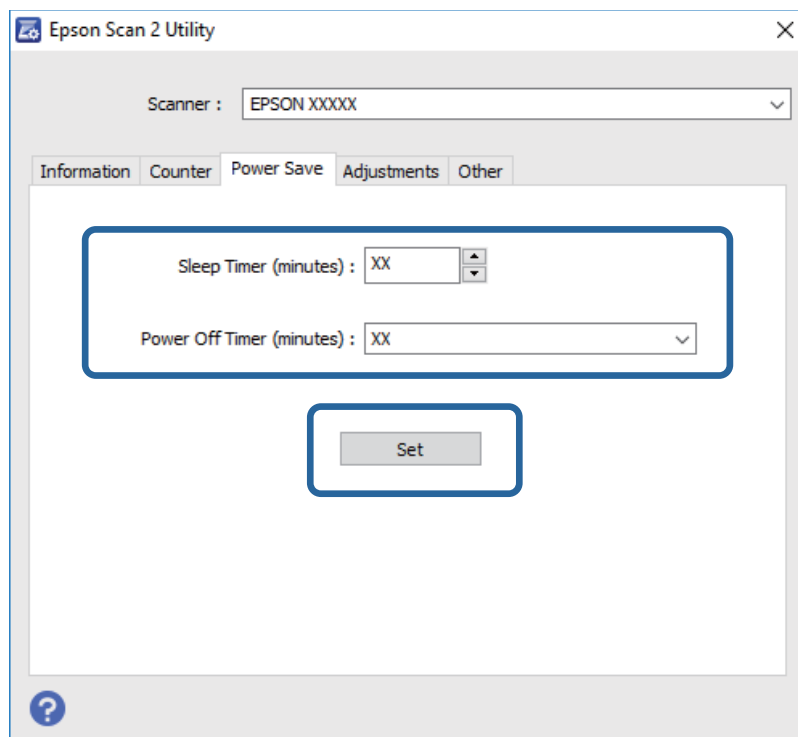 Epson Scan 2 Utility
Scanner : EPSON XXXXX
Information Counter Power Save Adjustments Other
Sleep Timer (minutes) : XX
Power Off Timer (minutes) : XX
Set
?